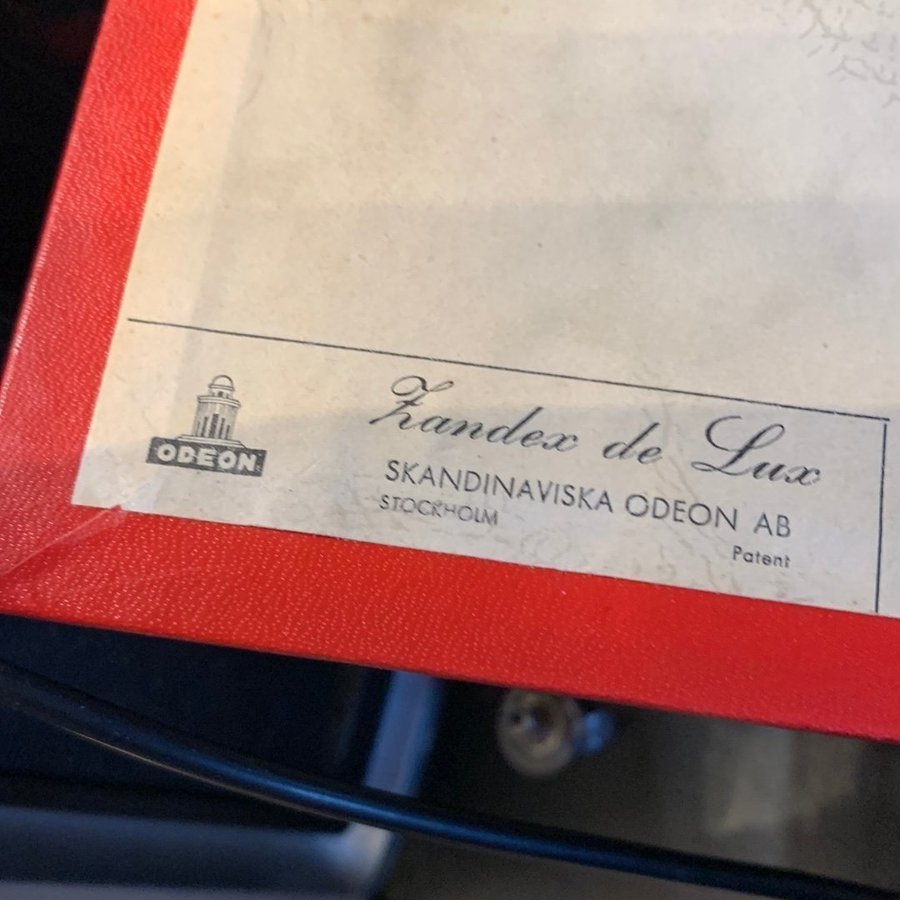 ODEON
Zandex de Lux
SKANDINAVISKA ODEON AB
STOCKHOLM
Patent